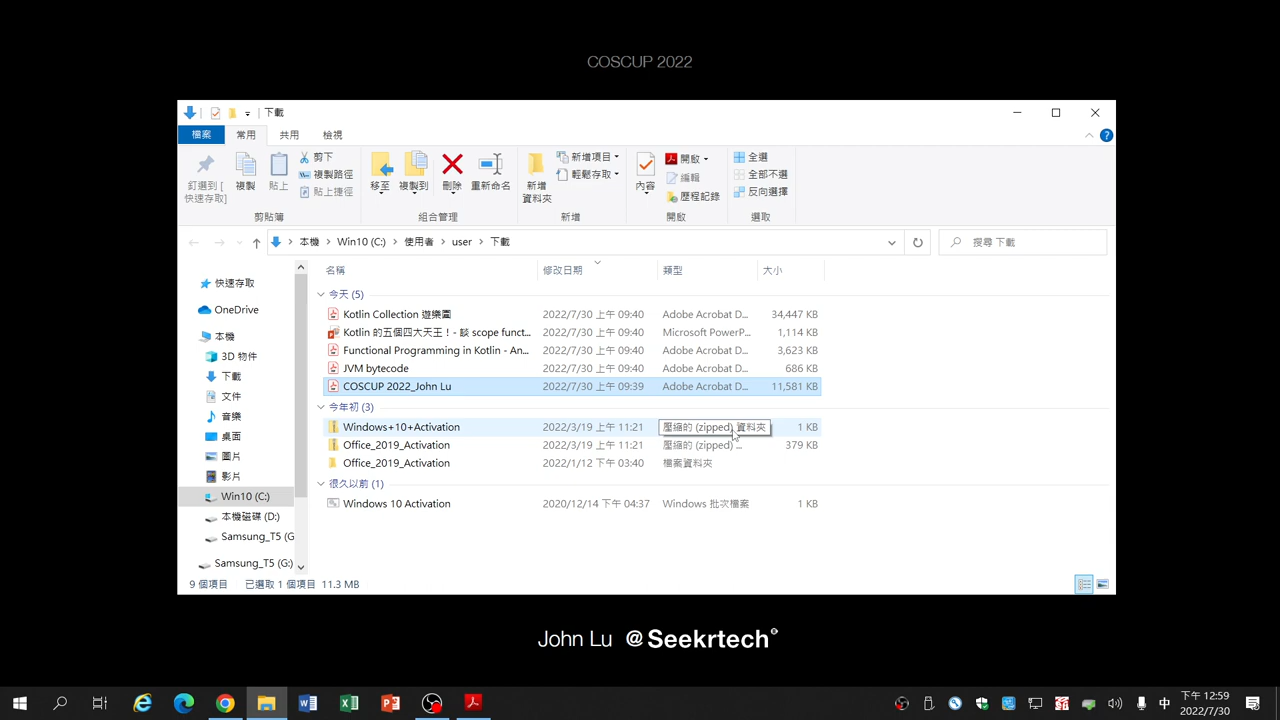 COSCUP 2022
下載
檔案 常用 共用 檢視
釘選到 [快速存取] 複製 貼上 剪下 複製路徑 貼上捷徑 移至 複製到 刪除 重新命名 新增資料夾 新增項目 輕鬆存取 內容 開啟 編輯 歷程記錄 全選 全部不選 反向選擇
剪貼簿 組合管理 新增 開啟 選取
本機 Win10 (C:) 使用者 user 下載 搜尋 下載
名稱 修改日期 類型 大小
快速存取
OneDrive
本機
3D 物件
下載
文件
音樂
桌面
圖片
影片
Win10 (C:)
本機磁碟 (D:)
Samsung_T5 (G
Samsung_T5 (G:)
今天 (5)
Kotlin Collection 遊樂園 2022/7/30 上午 09:40 Adobe Acrobat D... 34,447 KB
Kotlin 的五個四大天王！- 談 scope funct... 2022/7/30 上午 09:40 Microsoft PowerP... 1,114 KB
Functional Programming in Kotlin - An... 2022/7/30 上午 09:40 Adobe Acrobat D... 3,623 KB
JVM bytecode 2022/7/30 上午 09:40 Adobe Acrobat D... 686 KB
COSCUP 2022_John Lu 2022/7/30 上午 09:39 Adobe Acrobat D... 11,581 KB
今年初 (3)
Windows+10+Activation 2022/3/19 上午 11:21 壓縮的 (zipped) 資料夾 1 KB
Office_2019_Activation 2022/3/19 上午 11:21 壓縮的 (zipped) ... 379 KB
Office_2019_Activation 2022/1/12 下午 03:40 檔案資料夾
很久以前 (1)
Windows 10 Activation 2020/12/14 下午 04:37 Windows 批次檔案 1 KB
9 個項目 已選取 1 個項目 11.3 MB
John Lu @Seekrtech®
中 下午 12:59
2022/7/30